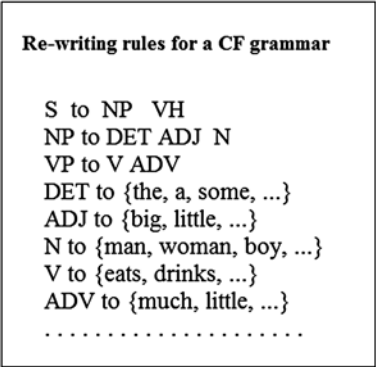 Re-writing rules for a CF grammar
S to NP VH
NP to DET ADJ N
VP to V ADV
DET to {the, a, some, ...}
ADJ to {big, little, ...}
N to {man, woman, boy, ...}
V to {eats, drinks, ...}
ADV to {much, little, ...}
. . . . . . . . . . . . . . . . . . . . . .